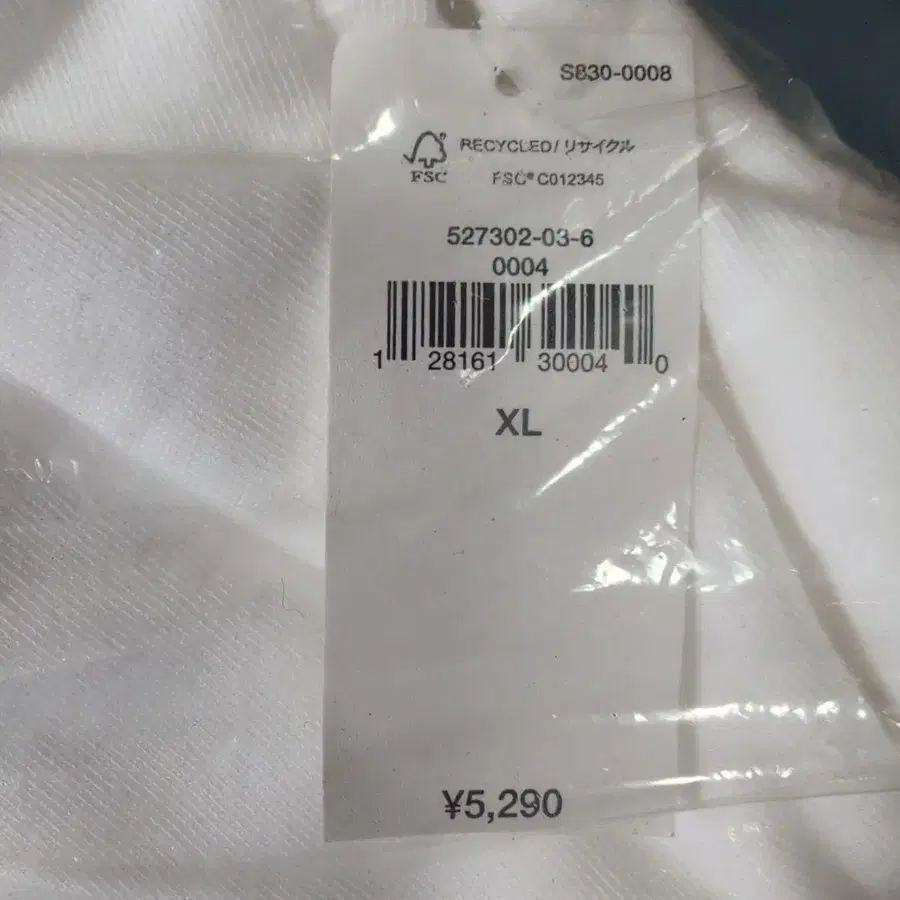 S830-0008
RECYCLED/リサイクル
FSC
FSC® C012345
527302-03-6
0004
1 28161 30004 0
XL
¥5,290